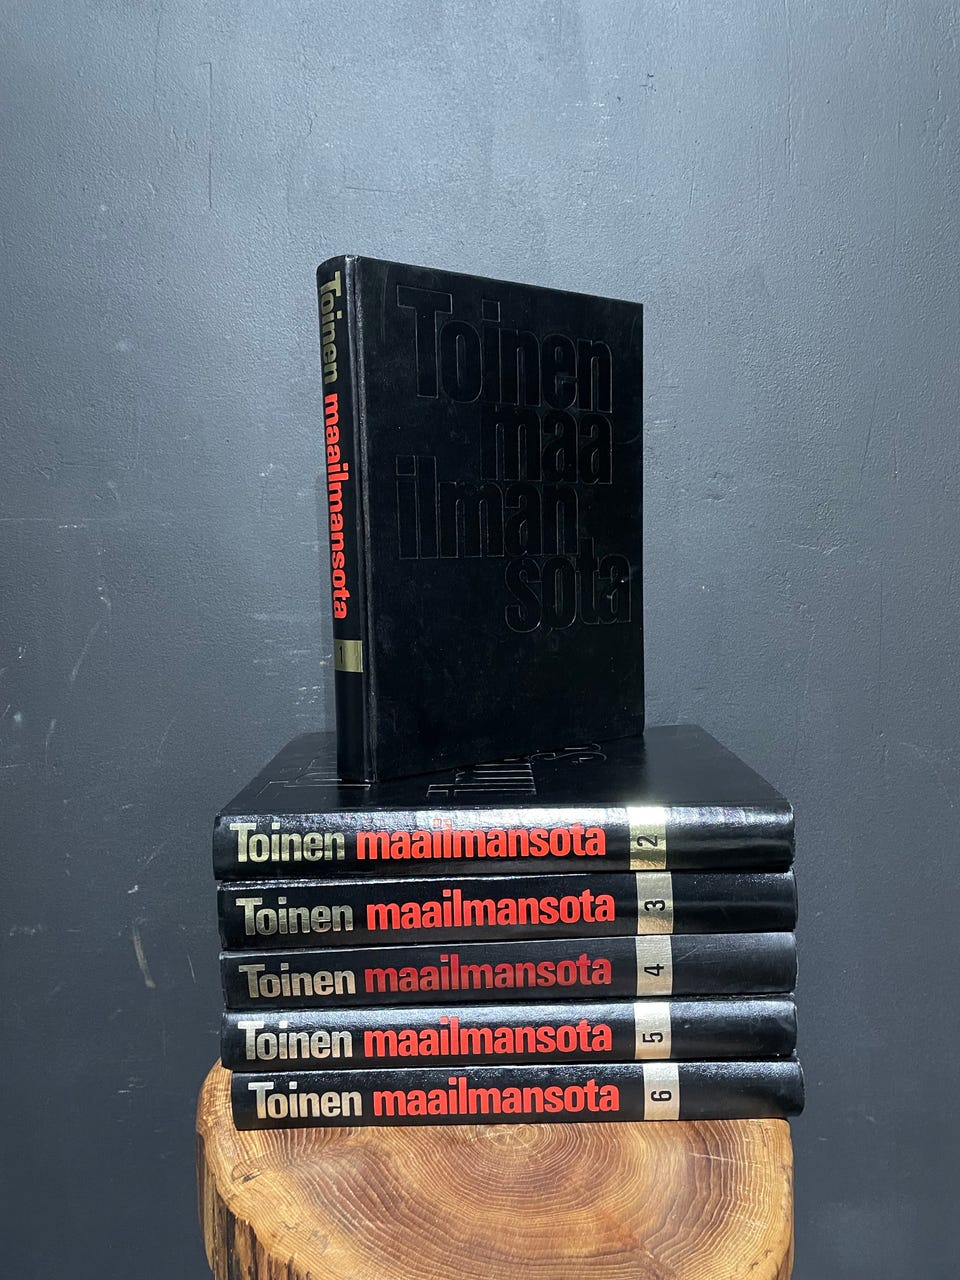 Toinen maailmansota 1
Toinen
maa
ilman
sota
Toinen maailmansota 2
Toinen maailmansota 3
Toinen maailmansota 4
Toinen maailmansota 5
Toinen maailmansota 6